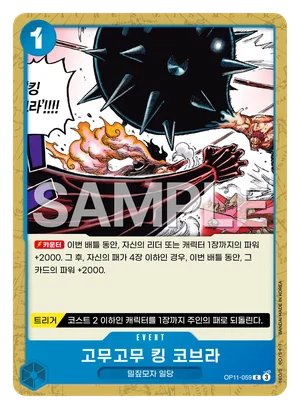 1
킹
라'!!!!
SAMPLE
카운터 이번 배틀 동안, 자신의 리더 또는 캐릭터 1장까지의 파워
+2000. 그 후, 자신의 패가 4장 이하인 경우, 이번 배틀 동안, 그
카드의 파워 +2000.
트리거 코스트 2 이하인 캐릭터를 1장까지 주인의 패로 되돌린다.
EVENT
고무고무 킹 코브라
밀짚모자 일당
OP11-059
3